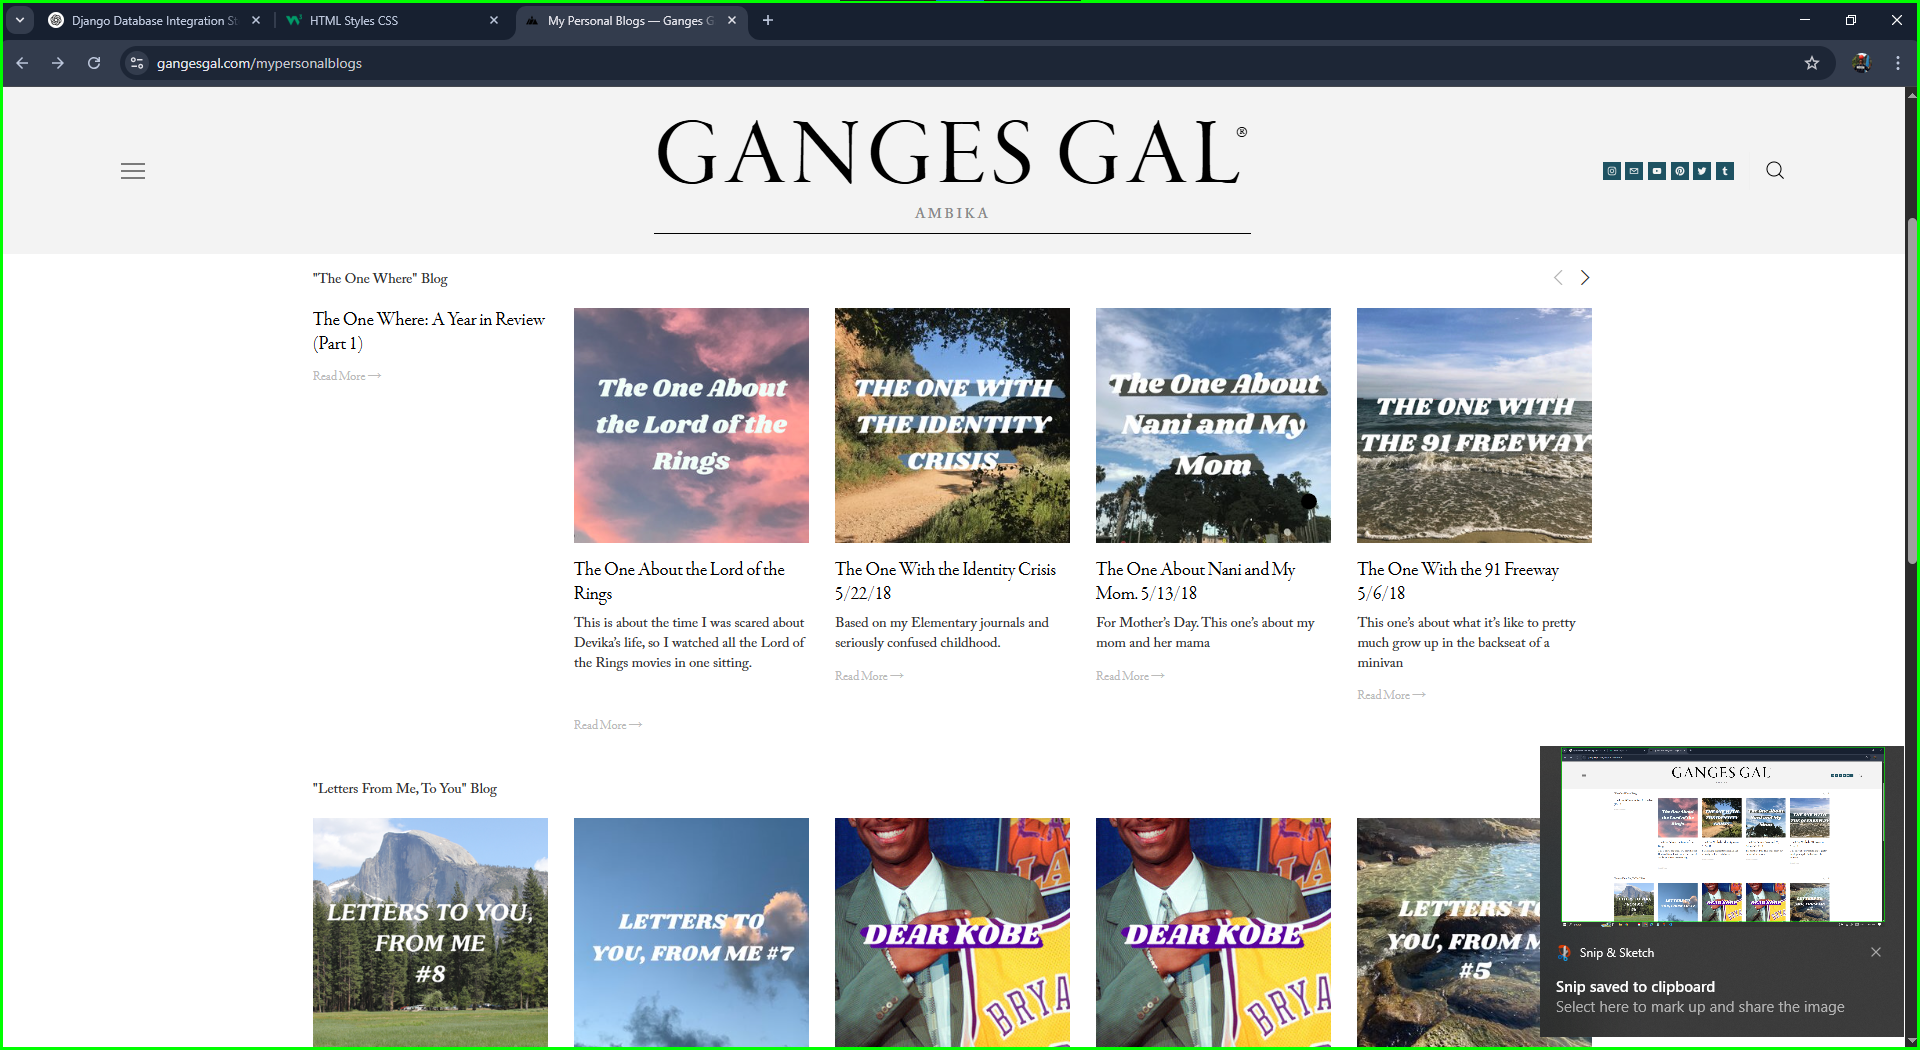 Django Database Integration St
HTML Styles CSS
My Personal Blogs — Ganges G
gangesgal.com/mypersonalblogs
GANGES GAL®
AMBIKA
"The One Where" Blog
The One Where: A Year in Review
(Part 1)
Read More →
The One About
the Lord of the
Rings
The One About the Lord of the
Rings
This is about the time I was scared about
Devika's life, so I watched all the Lord of
the Rings movies in one sitting.
Read More →
THE ONE WITH
THE IDENTITY
CRISIS
The One With the Identity Crisis
5/22/18
Based on my Elementary journals and
seriously confused childhood.
Read More →
The One About
Nani and My
Mom
The One About Nani and My
Mom. 5/13/18
For Mother's Day. This one's about my
mom and her mama
Read More →
THE ONE WITH
THE 91 FREEWAY
The One With the 91 Freeway
5/6/18
This one's about what it's like to pretty
much grow up in the backseat of a
minivan
Read More →
"Letters From Me, To You" Blog
LETTERS TO YOU,
FROM ME
#8
LETTERS TO
YOU, FROM ME #7
DEAR KOBE
BRYA
DEAR KOBE
BRYA
LETTERS TO
YOU, FROM M
#5
GANGES GAL
Snip & Sketch
Snip saved to clipboard
Select here to mark up and share the image